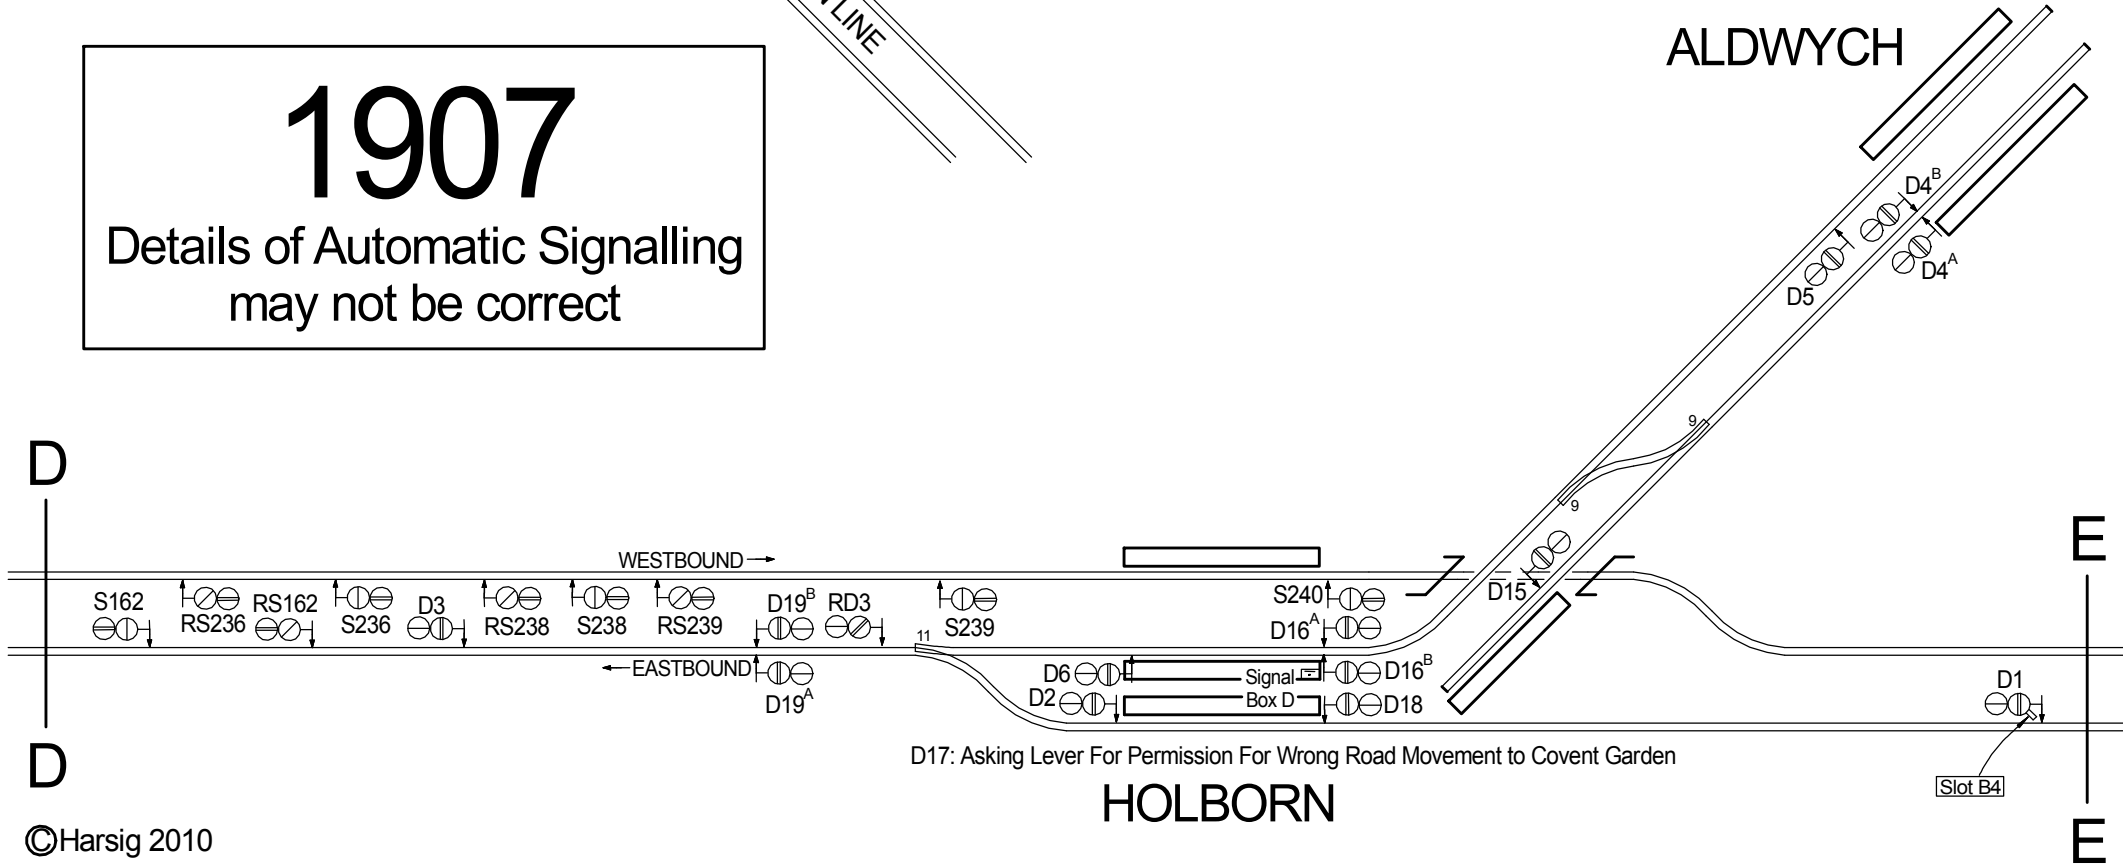 LINE
ALDWYCH
1907
Details of Automatic Signalling
may not be correct
D4B
D4A
D5
9
9
D
E
WESTBOUND
S162
RS236
RS162
S236
D3
RS238
S238
RS239
D19B
RD3
S239
S240
D16A
D15
11
EASTBOUND
D19A
D6
D2
Signal
Box D
D16B
D18
D1
D17: Asking Lever For Permission For Wrong Road Movement to Covent Garden
Slot B4
D
HOLBORN
E
©Harsig 2010